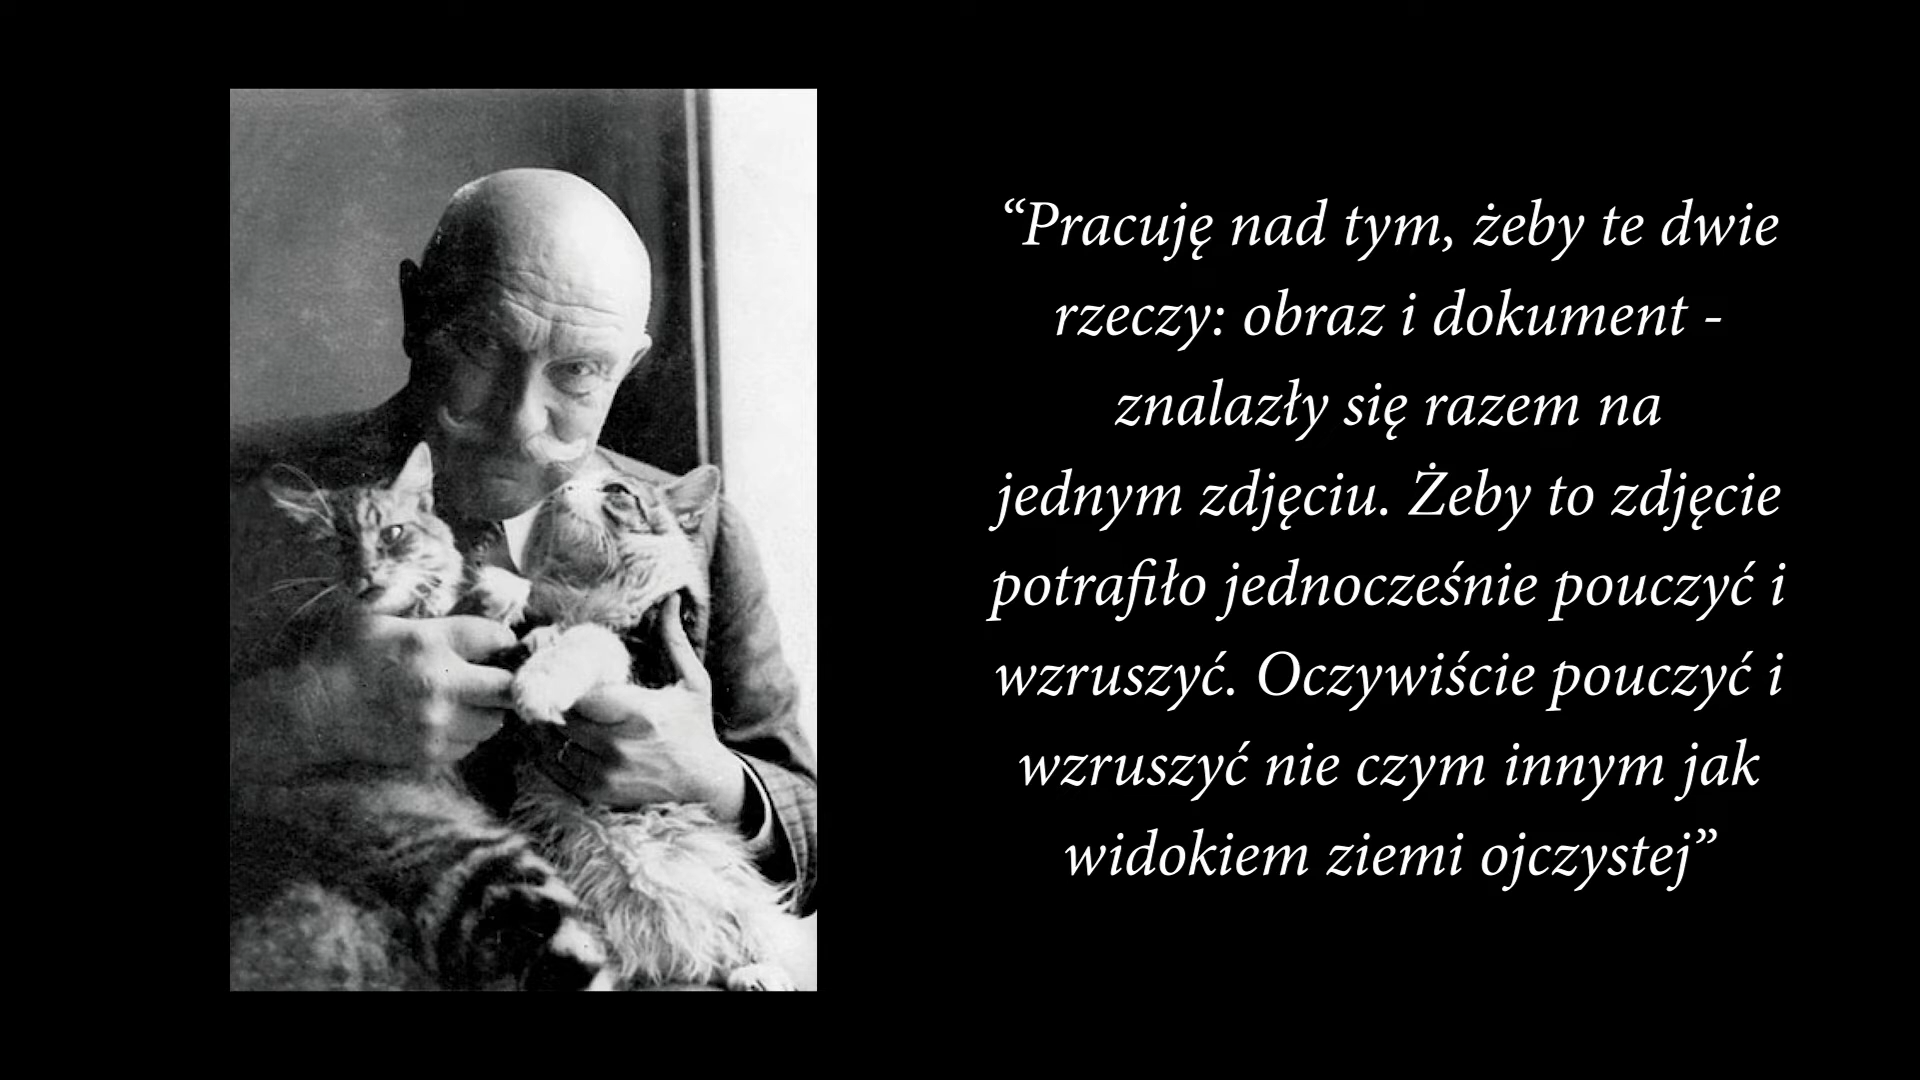 “Pracuję nad tym, żeby te dwie
rzeczy: obraz i dokument -
znalazły się razem na
jednym zdjęciu. Żeby to zdjęcie
potrafiło jednocześnie pouczyć i
wzruszyć. Oczywiście pouczyć i
wzruszyć nie czym innym jak
widokiem ziemi ojczystej”